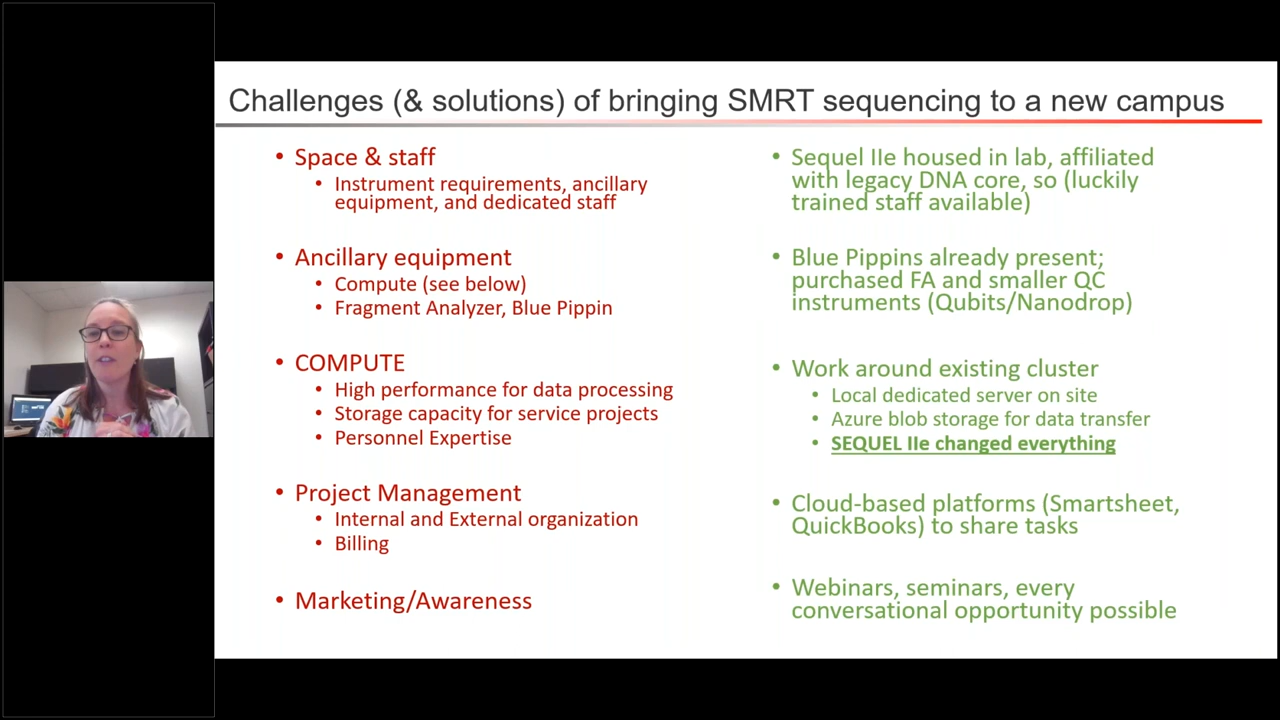 Challenges (& solutions) of bringing SMRT sequencing to a new campus
• Space & staff
• Instrument requirements, ancillary
equipment, and dedicated staff
• Ancillary equipment
• Compute (see below)
• Fragment Analyzer, Blue Pippin
• COMPUTE
• High performance for data processing
• Storage capacity for service projects
• Personnel Expertise
• Project Management
• Internal and External organization
• Billing
• Marketing/Awareness
• Sequel IIe housed in lab, affiliated
with legacy DNA core, so (luckily
trained staff available)
• Blue Pippins already present;
purchased FA and smaller QC
instruments (Qubits/Nanodrop)
• Work around existing cluster
• Local dedicated server on site
• Azure blob storage for data transfer
• SEQUEL IIe changed everything
• Cloud-based platforms (Smartsheet,
QuickBooks) to share tasks
• Webinars, seminars, every
conversational opportunity possible